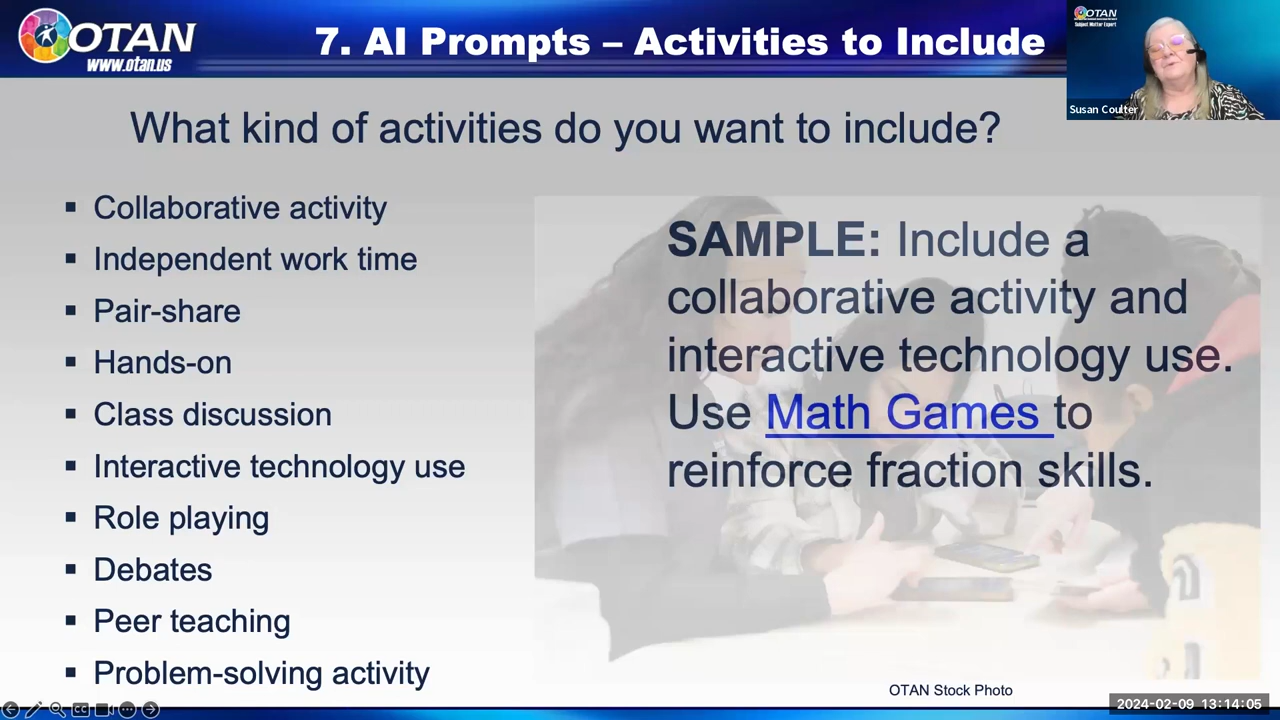 OTAN
www.otan.us
7. AI Prompts – Activities to Include
OTAN
Subject Matter Expert
Susan Coulter
What kind of activities do you want to include?
▪ Collaborative activity
▪ Independent work time
▪ Pair-share
▪ Hands-on
▪ Class discussion
▪ Interactive technology use
▪ Role playing
▪ Debates
▪ Peer teaching
▪ Problem-solving activity
SAMPLE: Include a
collaborative activity and
interactive technology use.
Use Math Games to
reinforce fraction skills.
OTAN Stock Photo
CC
2024-02-09 13:14:05